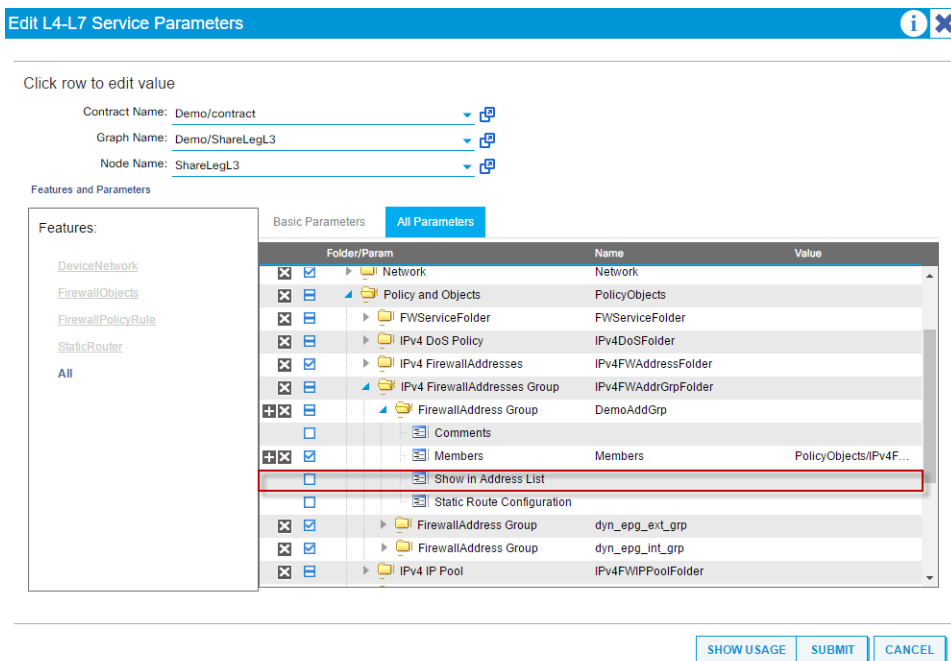 Edit L4-L7 Service Parameters
Click row to edit value
Contract Name: Demo/contract
Graph Name: Demo/ShareLegL3
Node Name: ShareLegL3
Features and Parameters
Features:
DeviceNetwork
FirewallObjects
FirewallPolicyRule
StaticRouter
All
Basic Parameters All Parameters
Folder/Param Name Value
Network Network
Policy and Objects PolicyObjects
FWServiceFolder FWServiceFolder
IPv4 DoS Policy IPv4DoSFolder
IPv4 FirewallAddresses IPv4FWAddressFolder
IPv4 FirewallAddresses Group IPv4FWAddrGrpFolder
FirewallAddress Group DemoAddGrp
Comments
Members Members PolicyObjects/IPv4F...
Show in Address List
Static Route Configuration
FirewallAddress Group dyn_epg_ext_grp
FirewallAddress Group dyn_epg_int_grp
IPv4 IP Pool IPv4FWIPPoolFolder
SHOW USAGE SUBMIT CANCEL